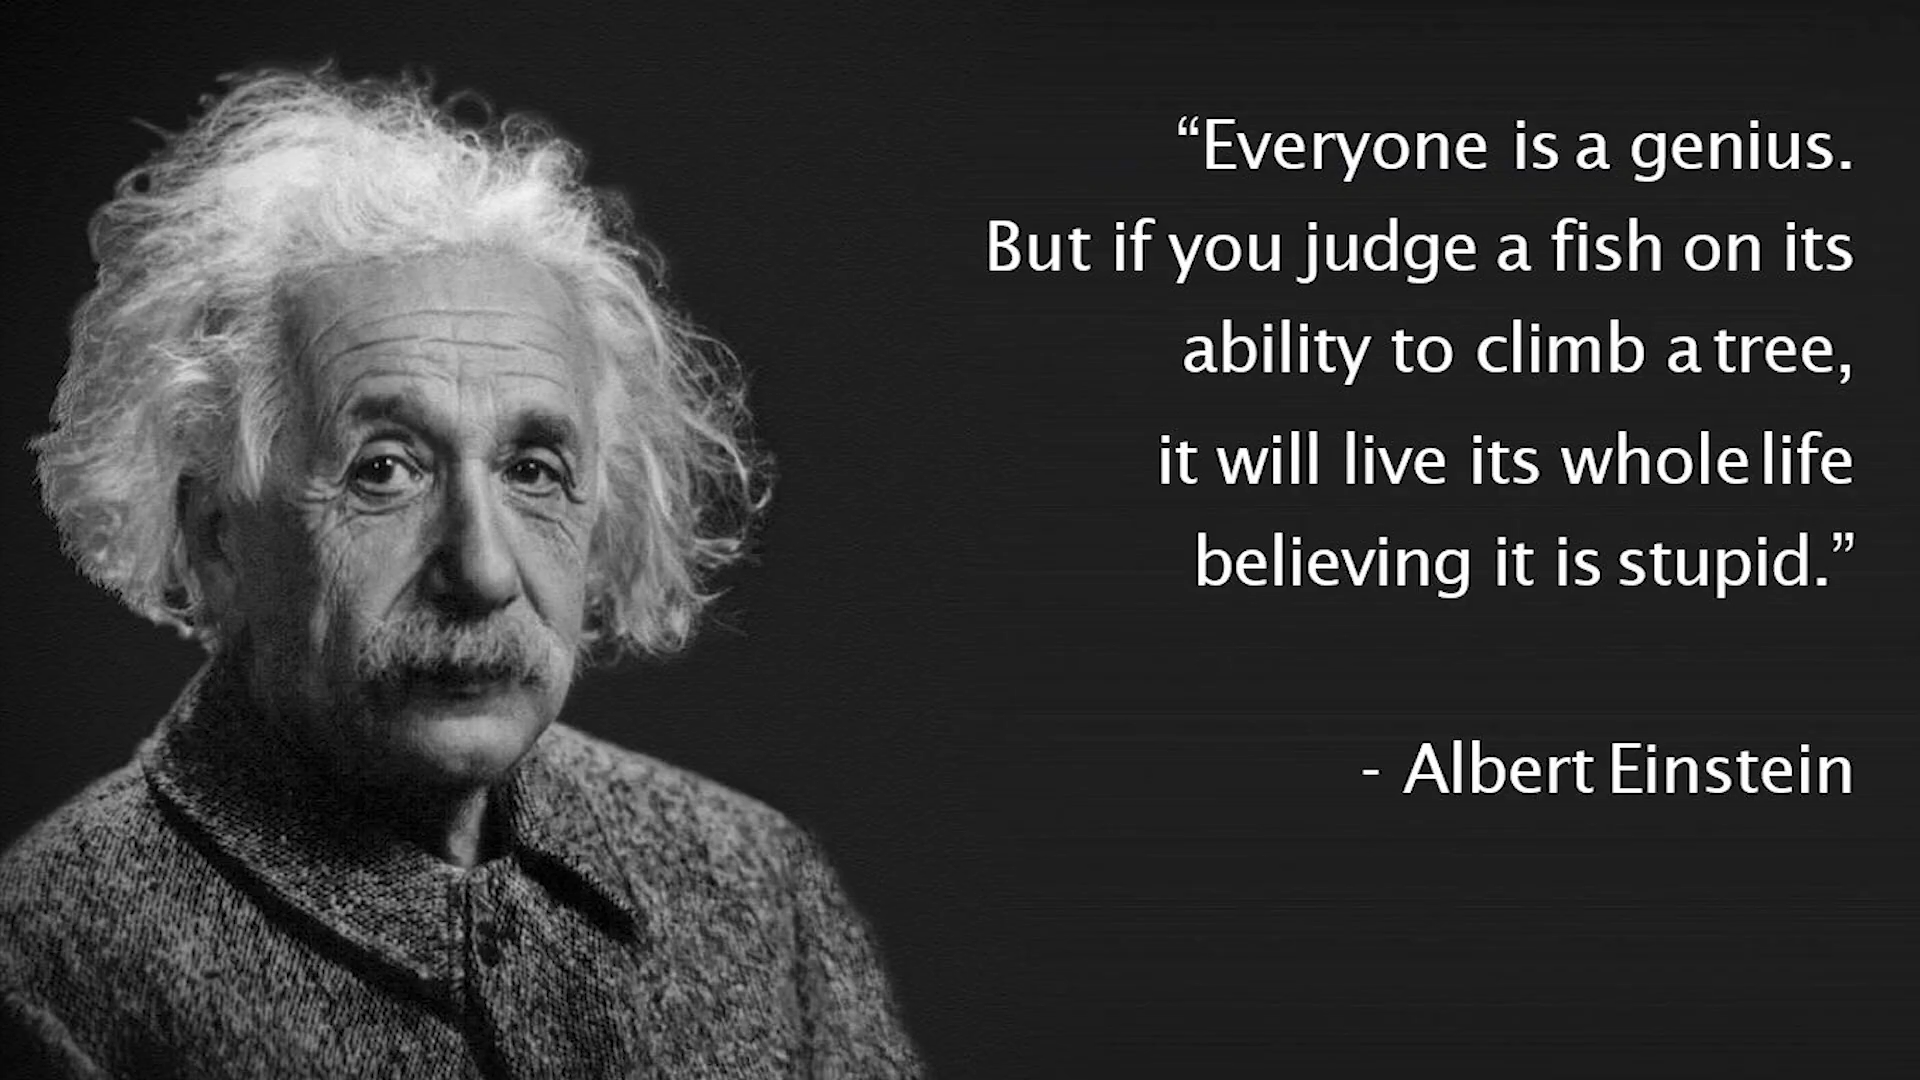 “Everyone is a genius.
But if you judge a fish on its
ability to climb a tree,
it will live its whole life
believing it is stupid.”
- Albert Einstein